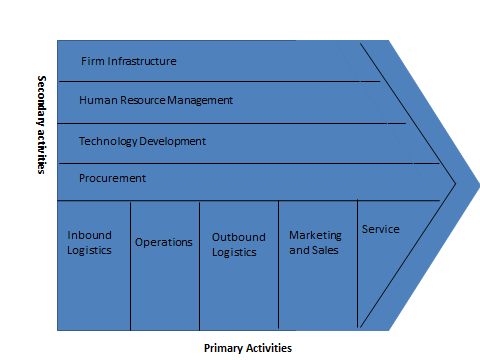 Secondary activities
Firm Infrastructure
Human Resource Management
Technology Development
Procurement
Inbound
Logistics
Operations
Outbound
Logistics
Marketing
and Sales
Service
Primary Activities